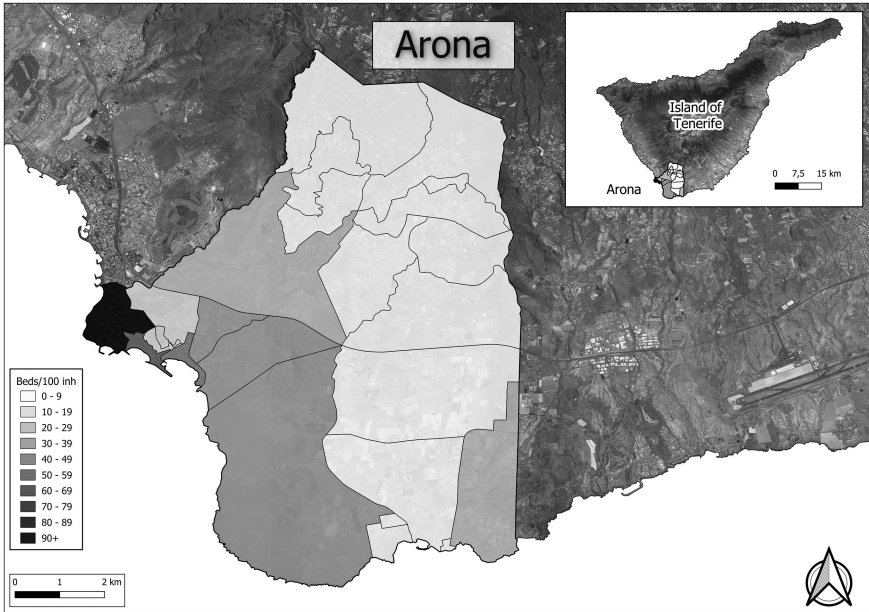 Arona
Island of
Tenerife
Arona
0 7,5 15 km
Beds/100 inh
0 - 9
10 - 19
20 - 29
30 - 39
40 - 49
50 - 59
60 - 69
70 - 79
80 - 89
90+
0 1 2 km